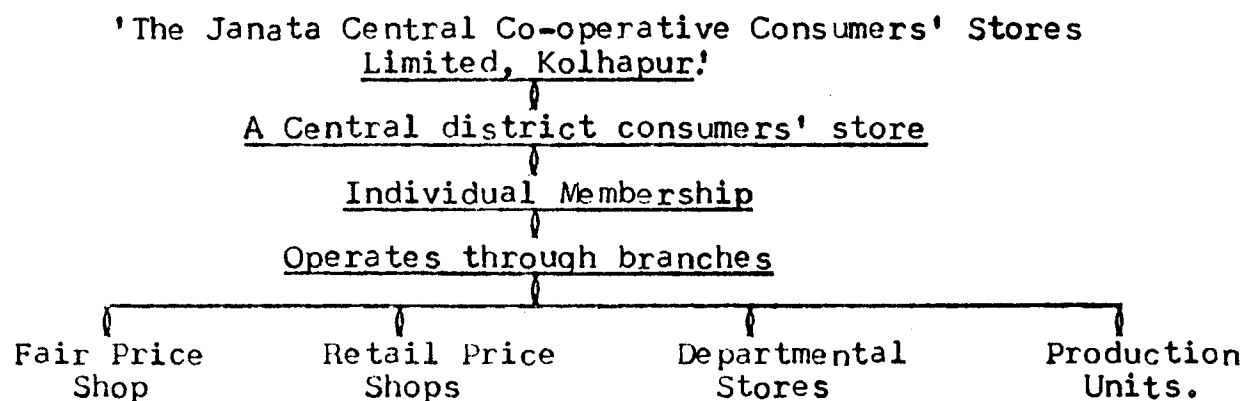 'The Janata Central Co-operative Consumers' Stores
Limited, Kolhapur.'
A Central district consumers' store
Individual Membership
Operates through branches
Fair Price Retail Price Departmental Production
Shop Shops Stores Units.